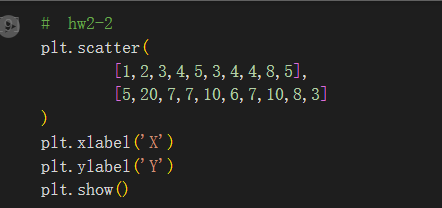 #  hw2-2
plt.scatter(
        [1,2,3,4,5,3,4,4,8,5],
        [5,20,7,7,10,6,7,10,8,3]
)
plt.xlabel('X')
plt.ylabel('Y')
plt.show()